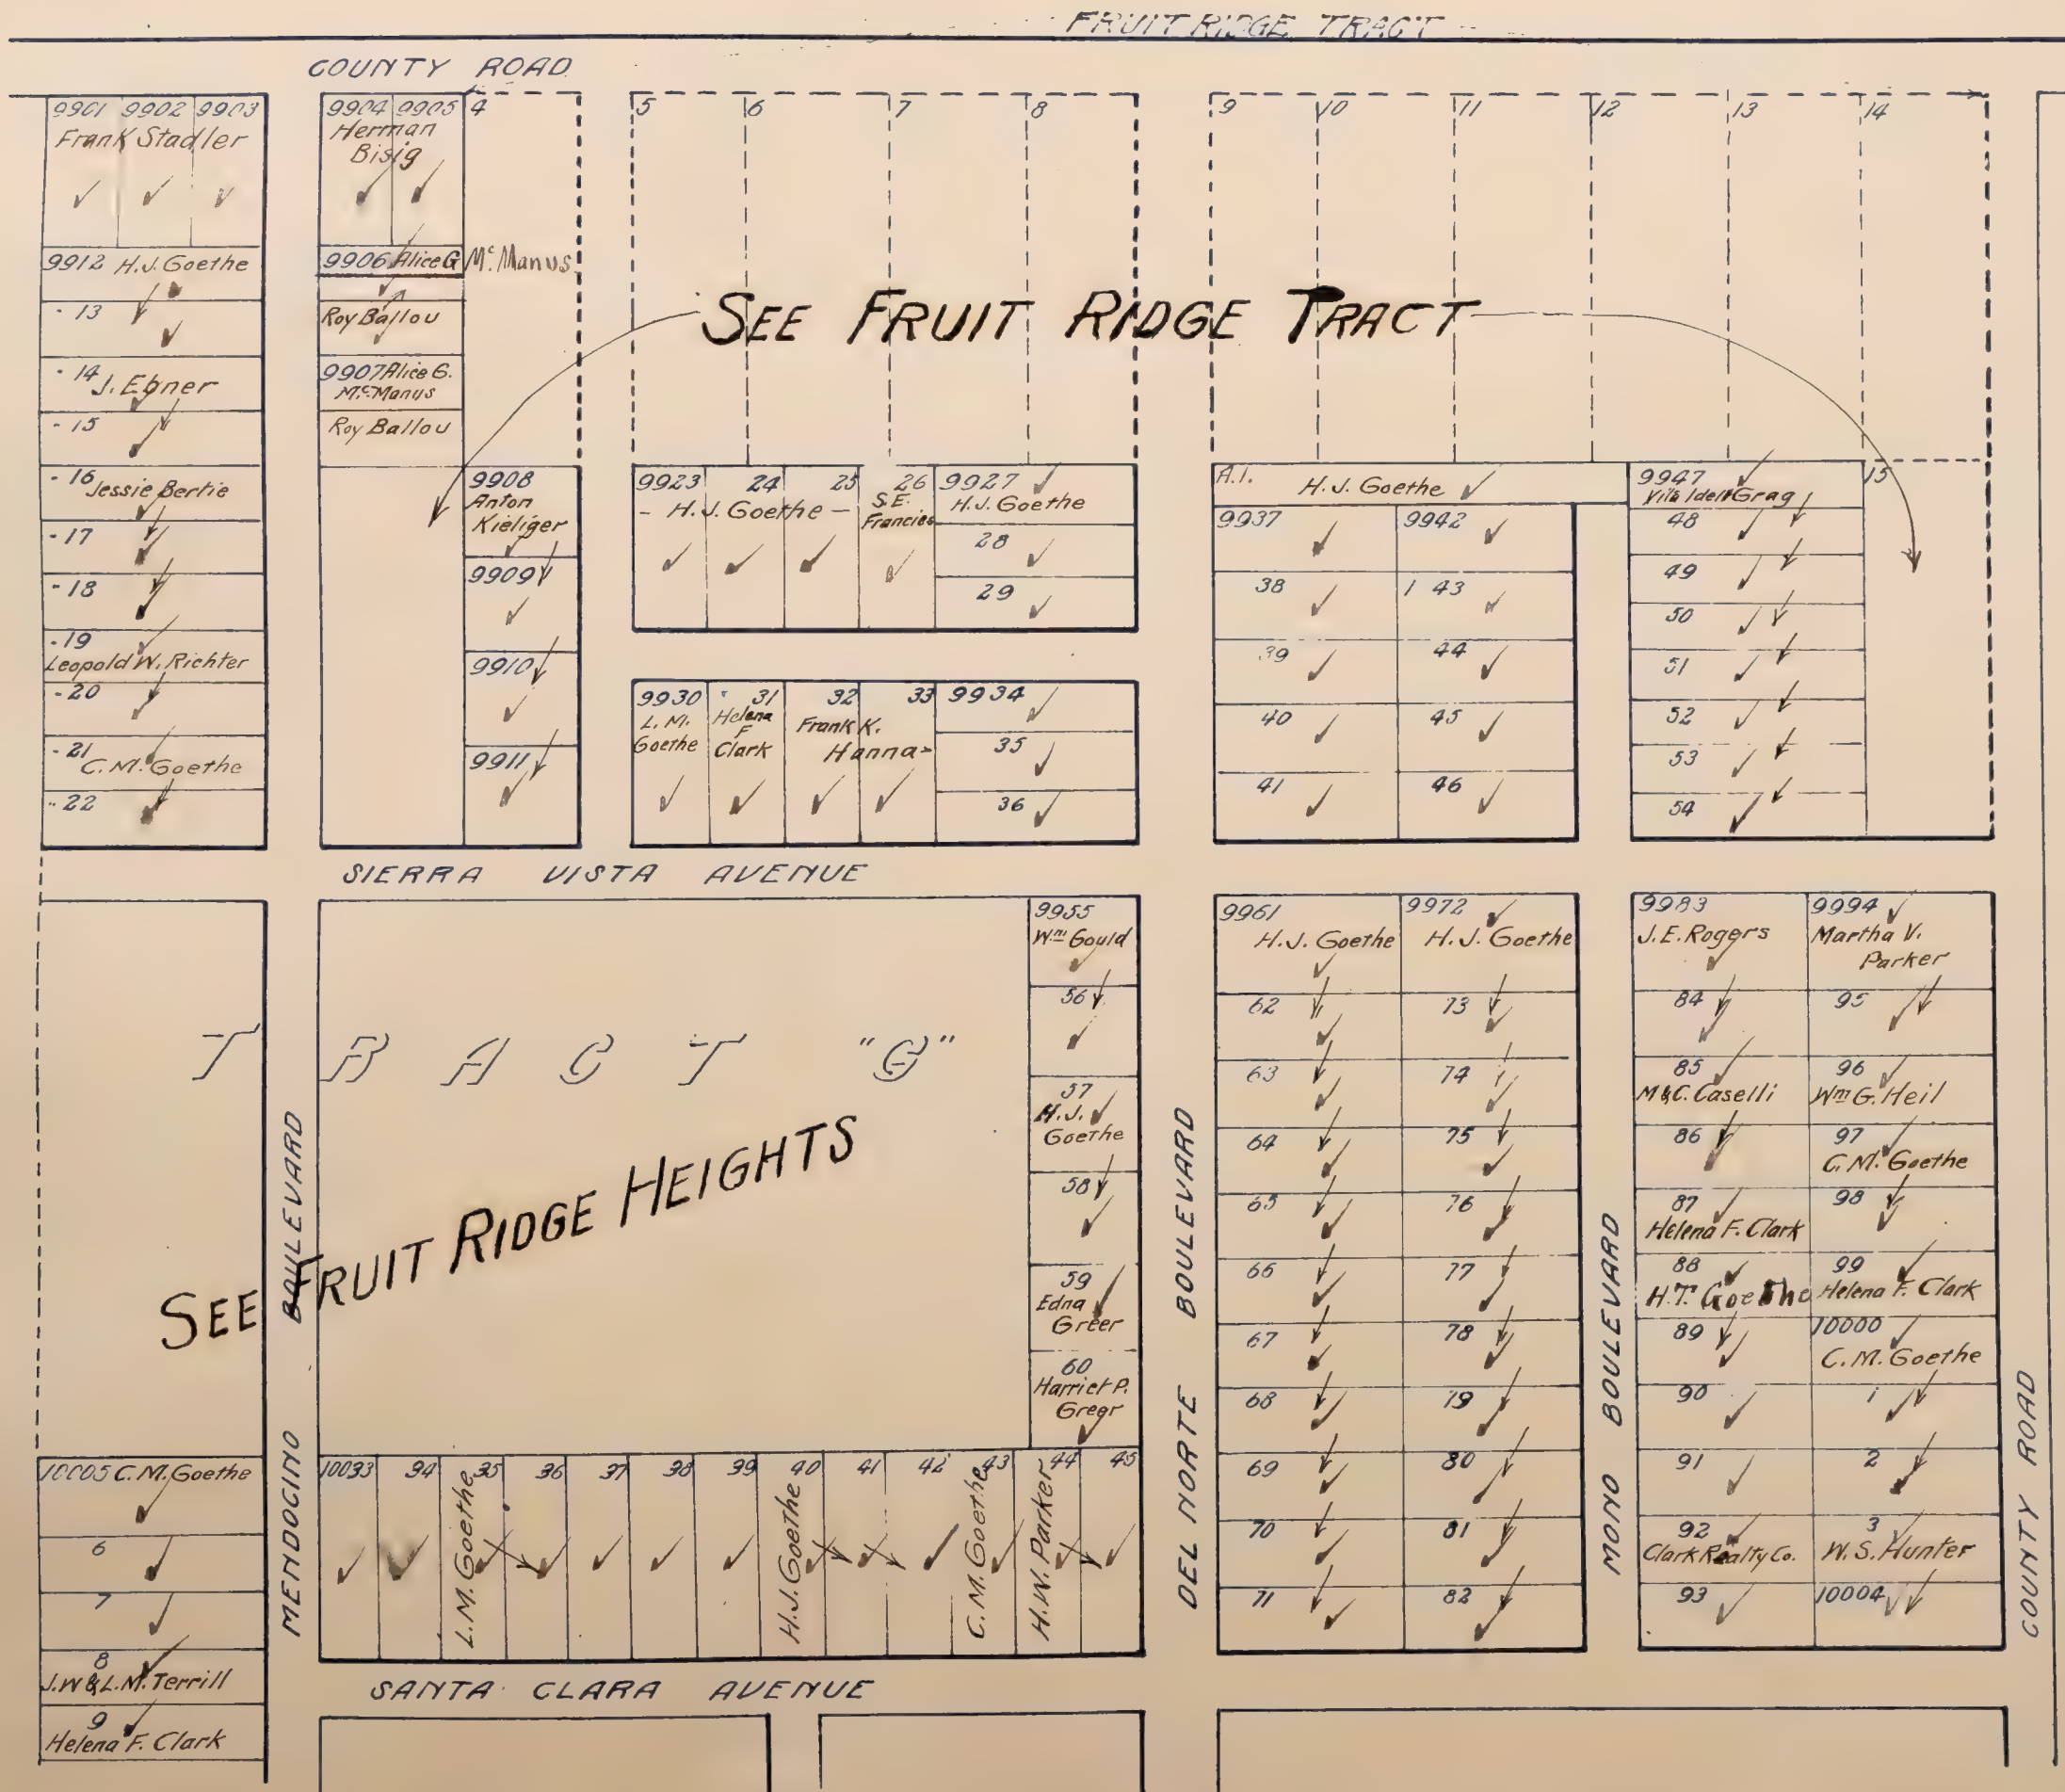 FRUIT RIDGE TRACT
COUNTY ROAD
9901 9902 9903
Frank Stadler
9912 H.J. Goethe
- 13
- 14
J. Ebner
- 15
- 16
Jessie Bertie
- 17
- 18
- 19
Leopold W. Richter
- 20
- 21
C.M. Goethe
- 22
9904 9905
Herman
Bisig
9906 Alice G Mc. Manus
Roy Ballou
9907 Alice G.
Mc. Manus
Roy Ballou
4
9908
Anton
Kieliger
9909
9910
9911
5 6 7 8
9 10 11 12 13 14
15
SEE FRUIT RIDGE TRACT
9923 24 25 26
- H.J. Goethe -
S.E.
Francies
9927
H.J. Goethe
28
29
9930 31 32 33
L.M.
Goethe
Helena
F
Clark
Frank K.
Hanna
9934
35
36
A.1. H.J. Goethe
9937
38
39
40
41
9942
43
44
45
46
9947
48
49
50
51
52
53
54
SIERRA VISTA AVENUE
TRACT "G"
SEE FRUIT RIDGE HEIGHTS
MENDOCINO BOULEVARD
9955
Wm Gould
56
57
H.J.
Goethe
58
59
Edna
Greer
60
Harriet P.
Greer
DEL NORTE BOULEVARD
9961
H.J. Goethe
62
63
64
65
66
67
68
69
70
71
9972
H.J. Goethe
73
74
75
76
77
78
79
80
81
82
MONO BOULEVARD
9983
J.E. Rogers
84
85
M & C. Caselli
86
87
Helena F. Clark
88
H.T. Goethe
89
90
91
92
Clark Realty Co.
93
9994
Martha V.
Parker
95
96
Wm G. Heil
97
C.M. Goethe
98
99
Helena F. Clark
10000
C.M. Goethe
1
2
3
W.S. Hunter
10004
COUNTY ROAD
10005 C.M. Goethe
6
7
8
J.W & L.M. Terrill
9
Helena F. Clark
10033 34 35 36 37 38 39 40 41 42 43 44 45
L.M. Goethe
H.J. Goethe
C.M. Goethe
H.W. Parker
SANTA CLARA AVENUE